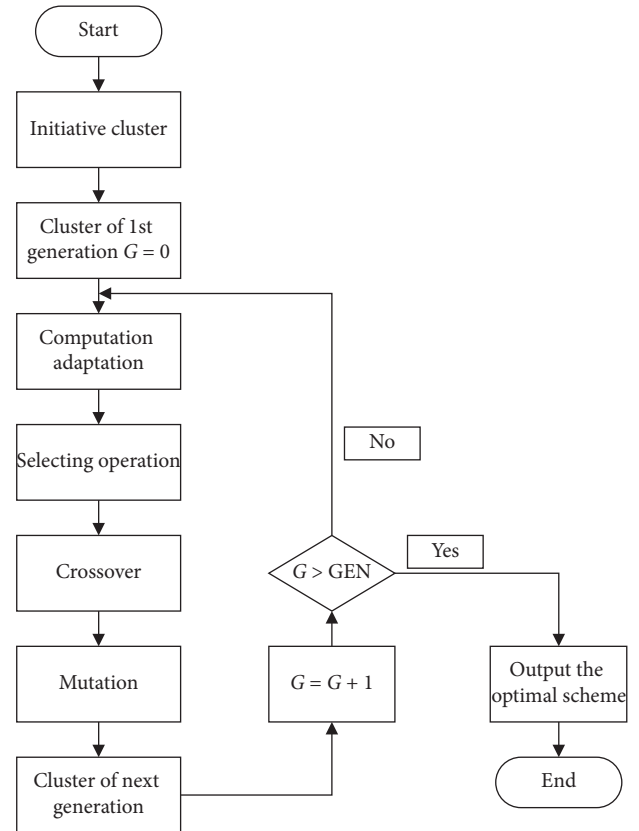 Start
Initiative cluster
Cluster of 1st
generation G = 0
Computation
adaptation
Selecting operation
Crossover
Mutation
Cluster of next
generation
No
Yes
G > GEN
G = G + 1
Output the
optimal scheme
End